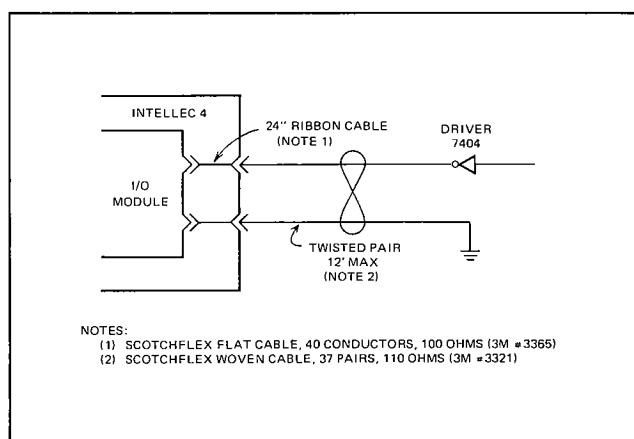 INTELLEC 4
24" RIBBON CABLE
(NOTE 1)
DRIVER
7404
I/O
MODULE
TWISTED PAIR
12' MAX
(NOTE 2)
NOTES:
(1) SCOTCHFLEX FLAT CABLE, 40 CONDUCTORS, 100 OHMS (3M #3365)
(2) SCOTCHFLEX WOVEN CABLE, 37 PAIRS, 110 OHMS (3M #3321)